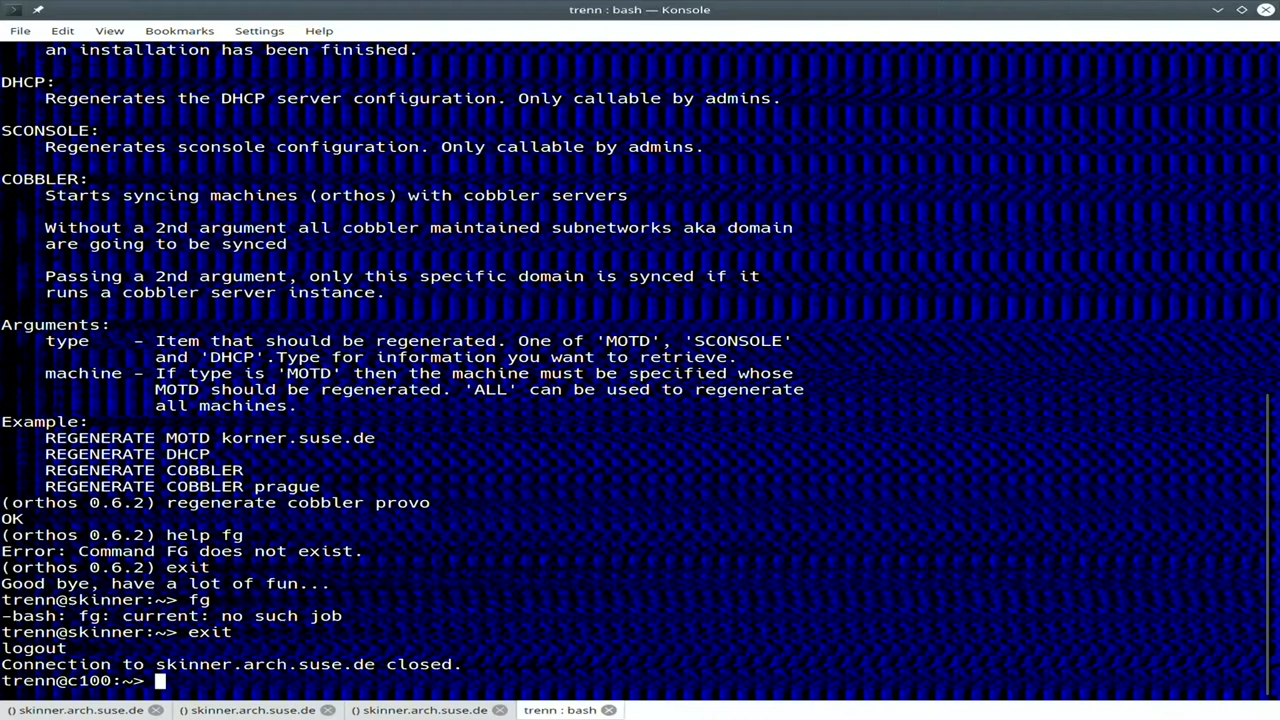 trenn : bash — Konsole
File Edit View Bookmarks Settings Help
an installation has been finished.
DHCP:
Regenerates the DHCP server configuration. Only callable by admins.
SCONSOLE:
Regenerates sconsole configuration. Only callable by admins.
COBBLER:
Starts syncing machines (orthos) with cobbler servers
Without a 2nd argument all cobbler maintained subnetworks aka domain
are going to be synced
Passing a 2nd argument, only this specific domain is synced if it
runs a cobbler server instance.
Arguments:
type    – Item that should be regenerated. One of 'MOTD', 'SCONSOLE'
and 'DHCP'.Type for information you want to retrieve.
machine – If type is 'MOTD' then the machine must be specified whose
MOTD should be regenerated. 'ALL' can be used to regenerate
all machines.
Example:
REGENERATE MOTD korner.suse.de
REGENERATE DHCP
REGENERATE COBBLER
REGENERATE COBBLER prague
(orthos 0.6.2) regenerate cobbler provo
OK
(orthos 0.6.2) help fg
Error: Command FG does not exist.
(orthos 0.6.2) exit
Good bye, have a lot of fun...
trenn@skinner:~> fg
-bash: fg: current: no such job
trenn@skinner:~> exit
logout
Connection to skinner.arch.suse.de closed.
trenn@c100:~>
() skinner.arch.suse.de () skinner.arch.suse.de () skinner.arch.suse.de trenn : bash